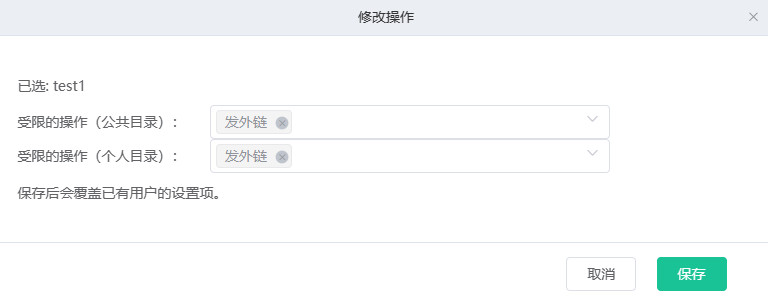 修改操作
已选: test1
受限的操作（公共目录）： 发外链
受限的操作（个人目录）： 发外链
保存后会覆盖已有用户的设置项。
取消 保存